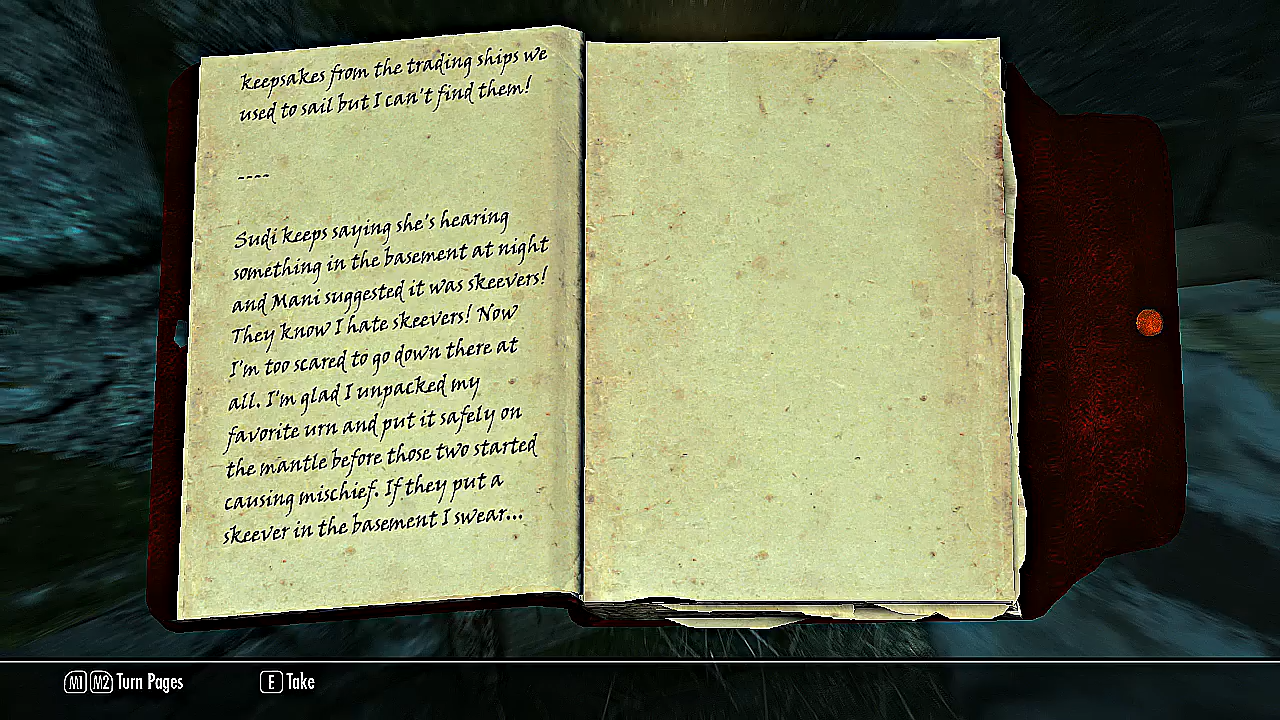 keepsakes from the trading ships we
used to sail but I can't find them!
----
Sudi keeps saying she's hearing
something in the basement at night
and Mani suggested it was skeevers!
They know I hate skeevers! Now
I'm too scared to go down there at
all. I'm glad I unpacked my
favorite urn and put it safely on
the mantle before those two started
causing mischief. If they put a
skeever in the basement I swear...
M1 M2 Turn Pages
E Take